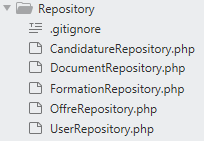 Repository
.gitignore
CandidatureRepository.php
DocumentRepository.php
FormationRepository.php
OffreRepository.php
UserRepository.php